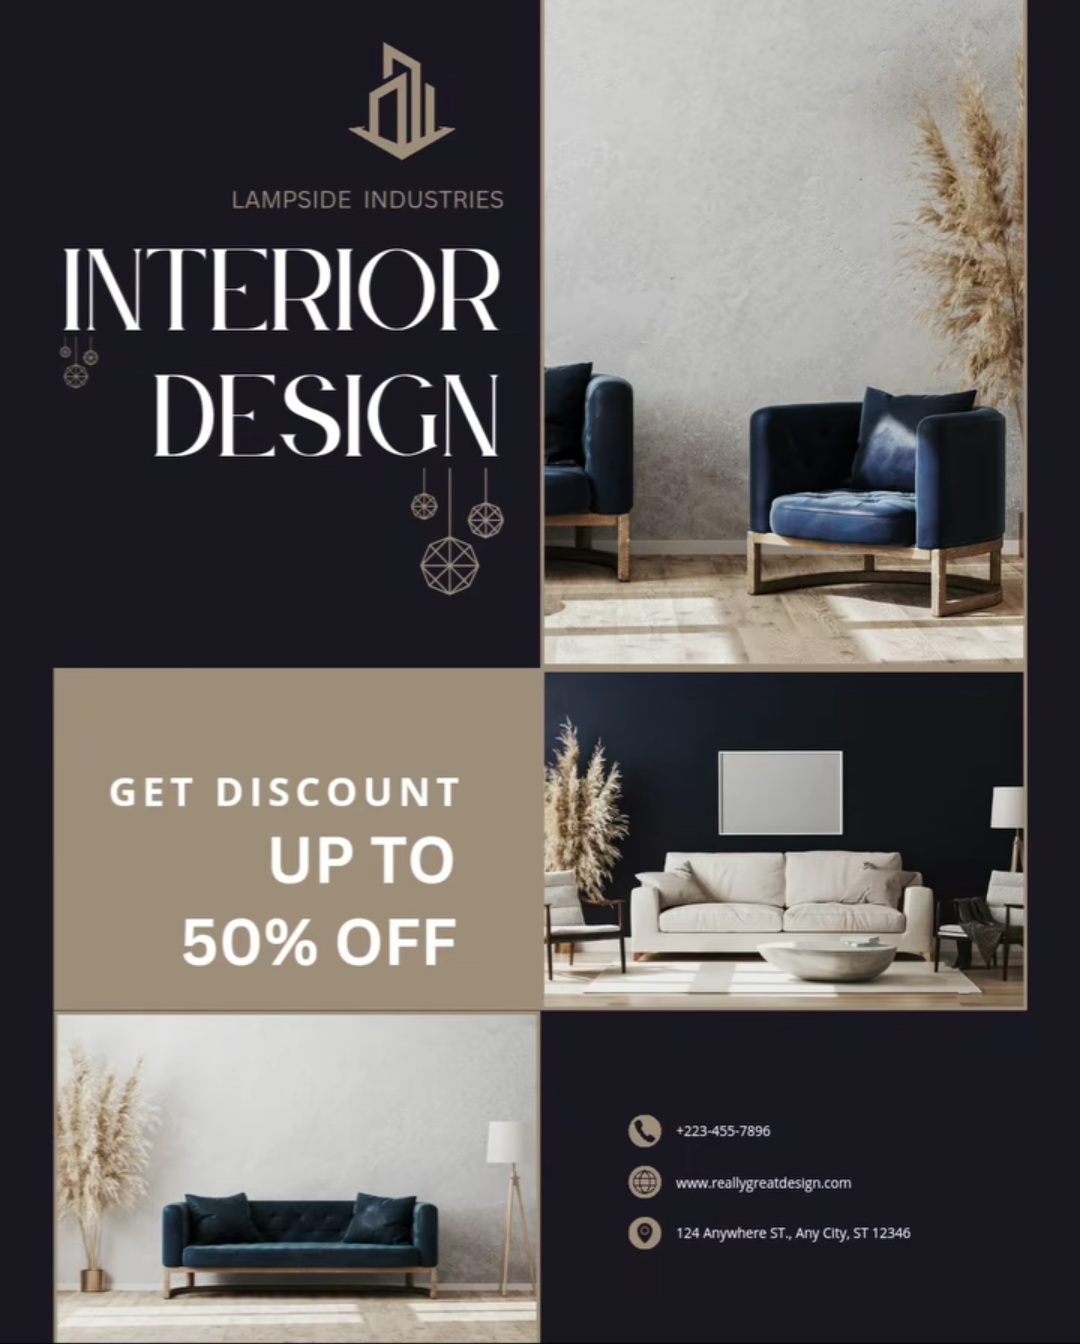 LAMPSIDE INDUSTRIES
INTERIOR
DESIGN
GET DISCOUNT
UP TO
50% OFF
+223-455-7896
www.reallygreatdesign.com
124 Anywhere ST., Any City, ST 12346